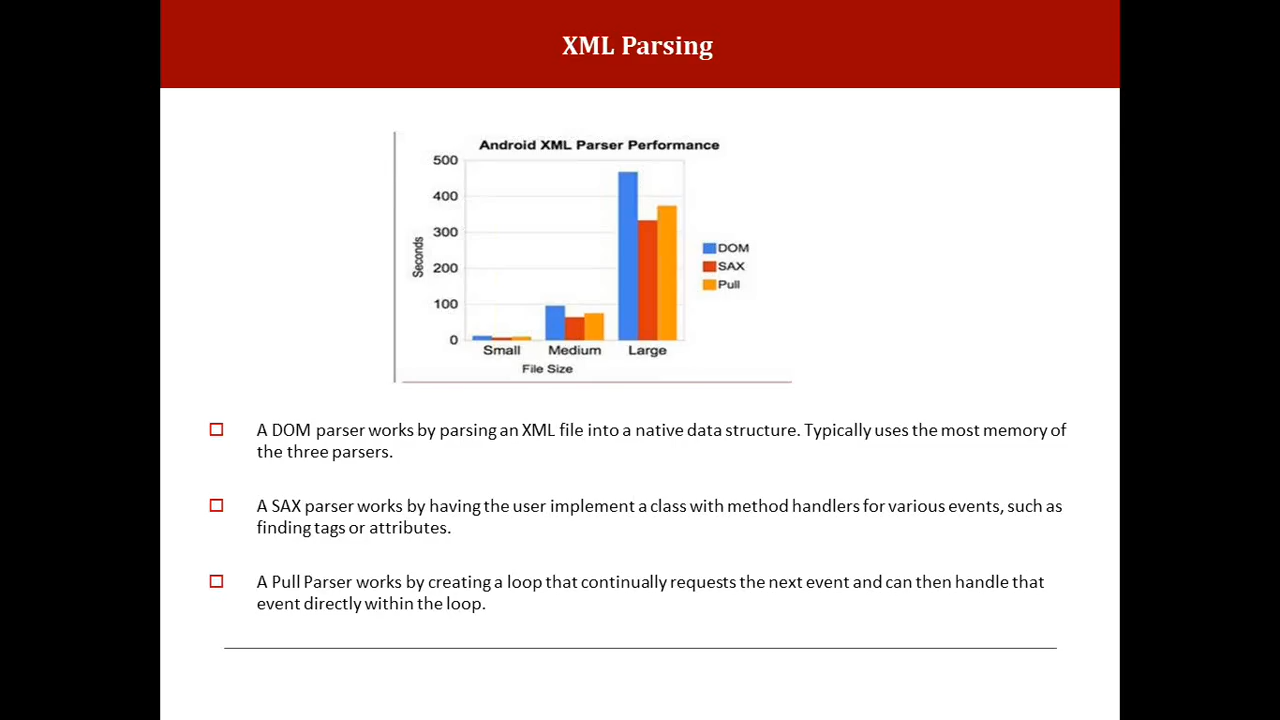 XML Parsing
Android XML Parser Performance
500
400
300
200
100
0
Seconds
Small Medium Large
File Size
DOM
SAX
Pull
A DOM parser works by parsing an XML file into a native data structure. Typically uses the most memory of
the three parsers.
A SAX parser works by having the user implement a class with method handlers for various events, such as
finding tags or attributes.
A Pull Parser works by creating a loop that continually requests the next event and can then handle that
event directly within the loop.